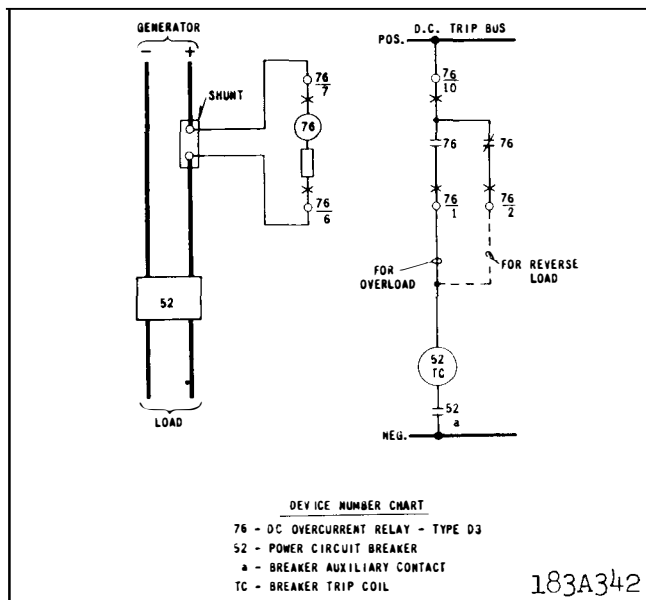 GENERATOR
- +
SHUNT
76
7
76
76
6
52
LOAD
D.C. TRIP BUS
POS.
76
10
76
76
76
1
76
2
FOR OVERLOAD
FOR REVERSE LOAD
52
TC
52
a
NEG.
DEVICE NUMBER CHART
76 - DC OVERCURRENT RELAY - TYPE D3
52 - POWER CIRCUIT BREAKER
a - BREAKER AUXILIARY CONTACT
TC - BREAKER TRIP COIL
183A342